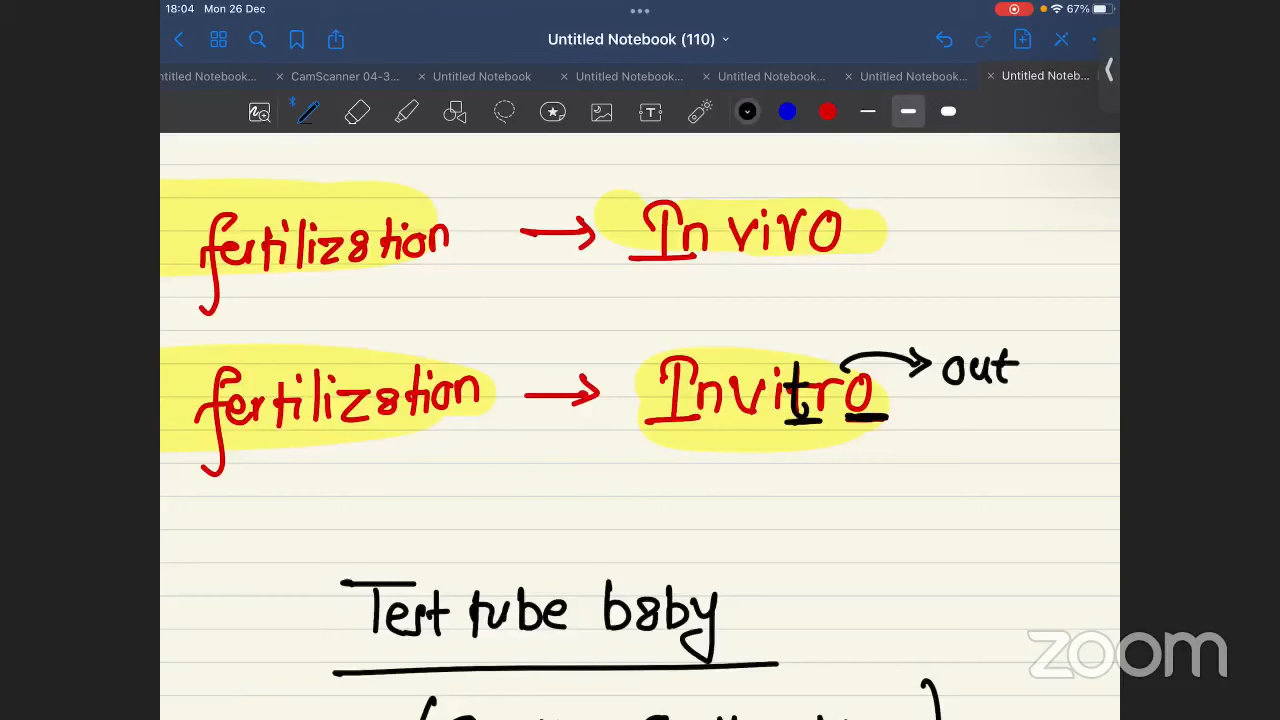 18:04 Mon 26 Dec
67%
Untitled Notebook (110)
ntitled Notebook...
CamScanner 04-3...
Untitled Notebook
Untitled Notebook...
Untitled Notebook...
Untitled Notebook...
Untitled Noteb...
fertilization → In viro
fertilization → Invitro → out
Test tube baby
zoom